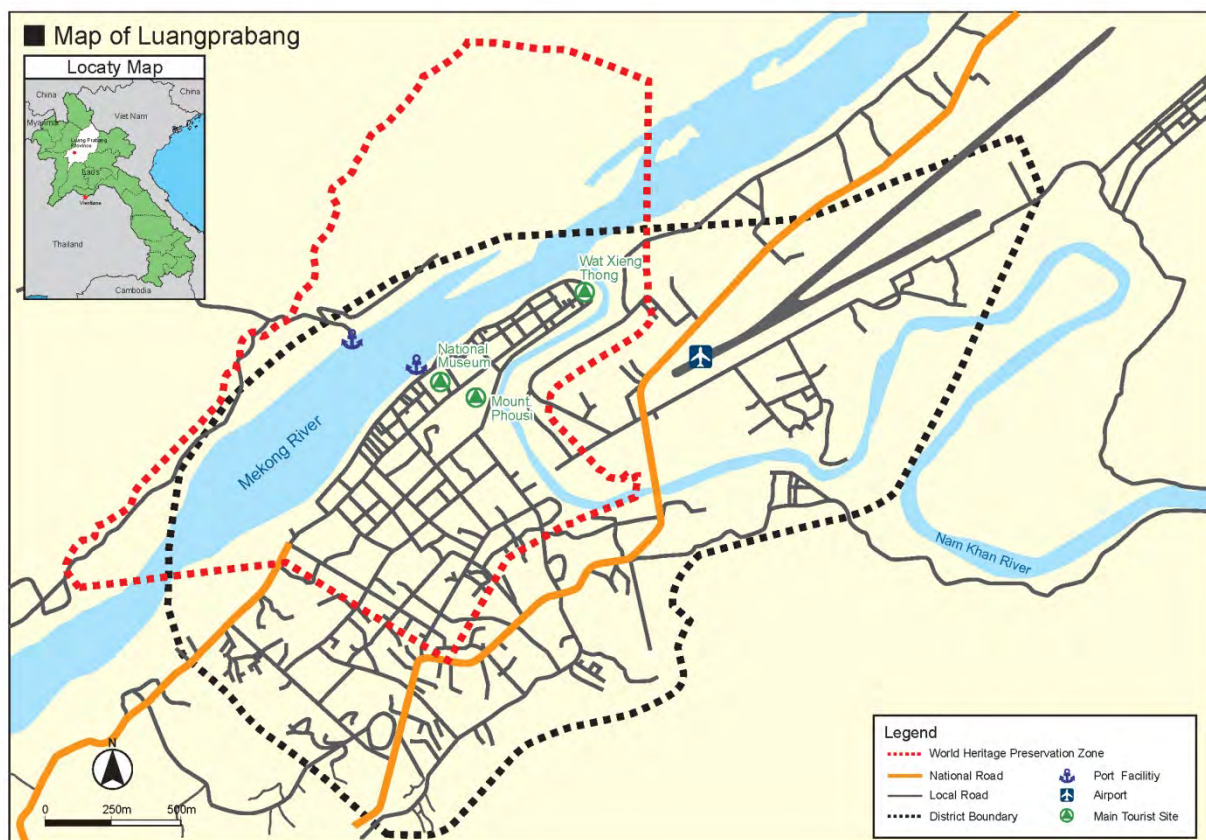 Map of Luangprabang
Locaty Map
China
China
Myanmar
Viet Nam
Luang Prabang
Province
Laos
Vientiane
Thailand
Cambodia
Wat Xieng
Thong
National
Museum
Mount
Phousi
Mekong River
Nam Khan River
N
0 250m 500m
Legend
World Heritage Preservation Zone
National Road
Port Facilitiy
Local Road
Airport
District Boundary
Main Tourist Site